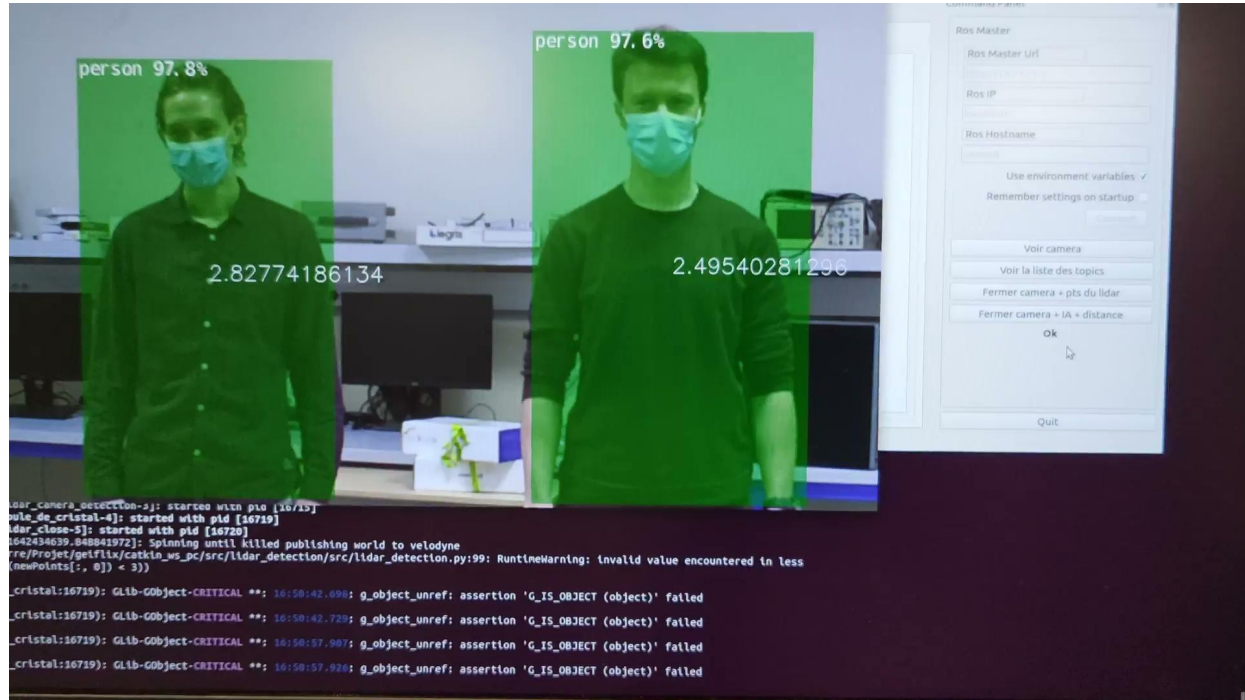 Command Panel
person 97.8%
person 97.6%
2.82774186134
2.49540281296
Ros Master
Ros Master Url
Ros IP
Ros Hostname
Use environment variables
Remember settings on startup
Voir camera
Voir la liste des topics
Fermer camera + pts du lidar
Fermer camera + IA + distance
Ok
Quit
legris
dar_camera_detection-3]: started with pid [16715]
oule_de_cristal-4]: started with pid [16719]
idar_close-5]: started with pid [16720]
1642434639.848841972]: Spinning until killed publishing world to velodyne
rre/Projet/geiflix/catkin_ws_pc/src/lidar_detection/src/lidar_detection.py:99: RuntimeWarning: invalid value encountered in less
(newPoints[:, 0]) < 3))
_cristal:16719): GLib-GObject-CRITICAL **: 16:50:42.698: g_object_unref: assertion 'G_IS_OBJECT (object)' failed
_cristal:16719): GLib-GObject-CRITICAL **: 16:50:42.729: g_object_unref: assertion 'G_IS_OBJECT (object)' failed
_cristal:16719): GLib-GObject-CRITICAL **: 16:50:57.907: g_object_unref: assertion 'G_IS_OBJECT (object)' failed
_cristal:16719): GLib-GObject-CRITICAL **: 16:50:57.926: g_object_unref: assertion 'G_IS_OBJECT (object)' failed